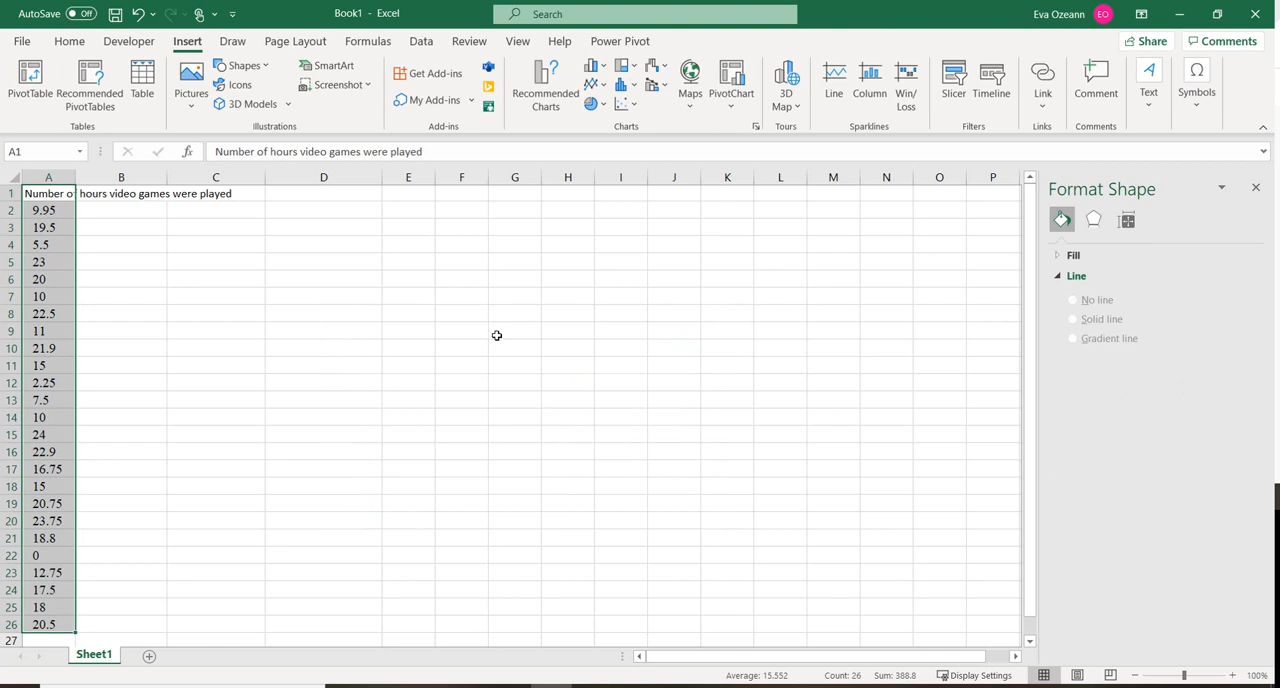 AutoSave Off Book1 - Excel Search Eva Ozeann EO
File Home Developer Insert Draw Page Layout Formulas Data Review View Help Power Pivot Share Comments
PivotTable Recommended PivotTables Table Pictures Shapes Icons 3D Models SmartArt Screenshot Get Add-ins My Add-ins Recommended Charts Maps PivotChart 3D Map Line Column Win/Loss Slicer Timeline Link Comment Text Symbols
Tables Illustrations Add-ins Charts Tours Sparklines Filters Links Comments
A1 fx Number of hours video games were played
A B C D E F G H I J K L M N O P
1 Number of hours video games were played
2 9.95
3 19.5
4 5.5
5 23
6 20
7 10
8 22.5
9 11
10 21.9
11 15
12 2.25
13 7.5
14 10
15 24
16 22.9
17 16.75
18 15
19 20.75
20 23.75
21 18.8
22 0
23 12.75
24 17.5
25 18
26 20.5
27
Format Shape
Fill
Line
No line
Solid line
Gradient line
Sheet1
Average: 15.552 Count: 26 Sum: 388.8 Display Settings 100%